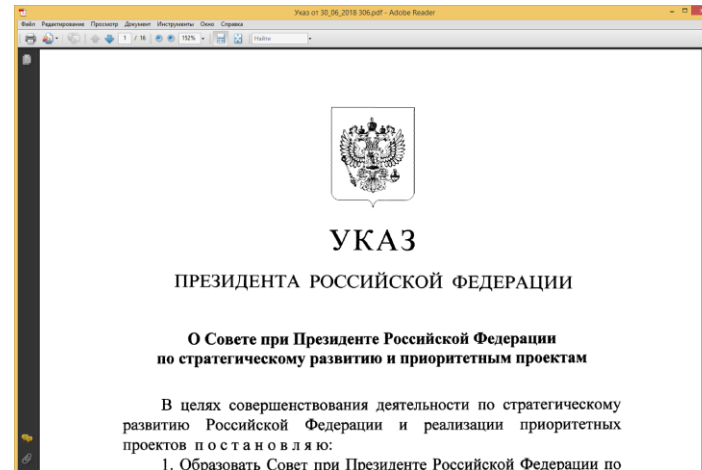 Указ от 30_06_2018 306.pdf - Adobe Reader
Файл Редактирование Просмотр Документ Инструменты Окно Справка
1 / 16 152% Найти
УКАЗ
ПРЕЗИДЕНТА РОССИЙСКОЙ ФЕДЕРАЦИИ
О Совете при Президенте Российской Федерации
по стратегическому развитию и приоритетным проектам
В целях совершенствования деятельности по стратегическому
развитию Российской Федерации и реализации приоритетных
проектов п о с т а н о в л я ю:
1. Образовать Совет при Президенте Российской Федерации по